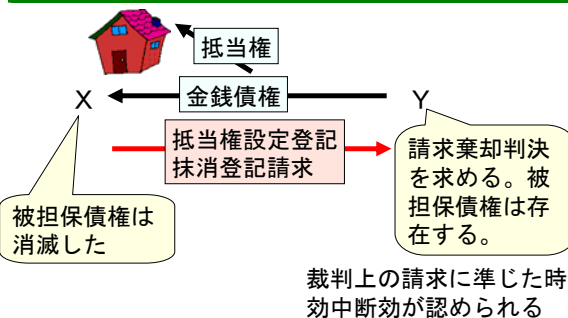 抵当権
X
金銭債権
Y
抵当権設定登記
抹消登記請求
被担保債権は
消滅した
請求棄却判決
を求める。被
担保債権は存
在する。
裁判上の請求に準じた時
効中断効が認められる